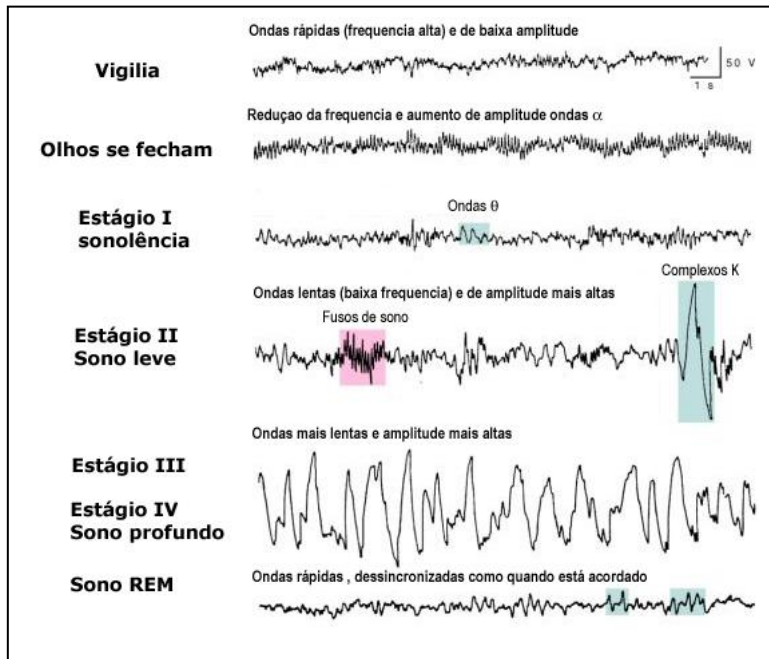 Ondas rápidas (frequencia alta) e de baixa amplitude
Vigilia
50 V
1 s
Reduçao da frequencia e aumento de amplitude ondas α
Olhos se fecham
Ondas θ
Estágio I
sonolência
Complexos K
Ondas lentas (baixa frequencia) e de amplitude mais altas
Fusos de sono
Estágio II
Sono leve
Ondas mais lentas e amplitude mais altas
Estágio III
Estágio IV
Sono profundo
Sono REM
Ondas rápidas , dessincronizadas como quando está acordado